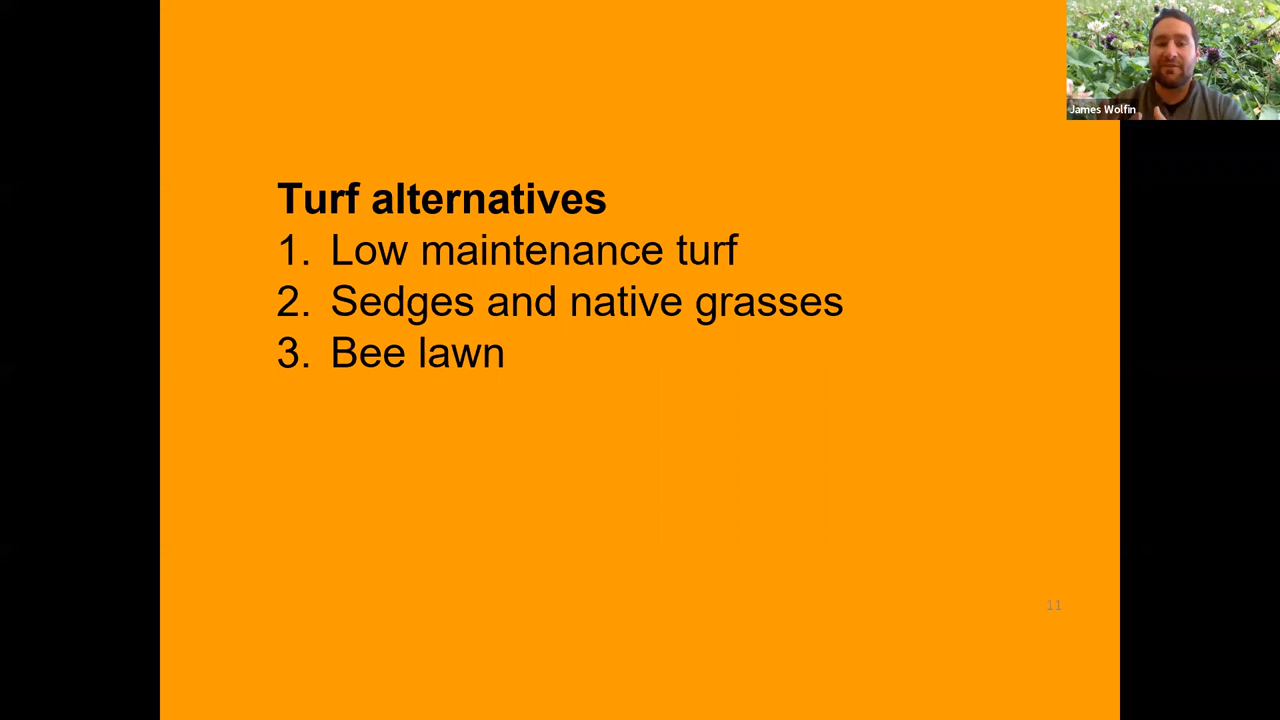 James Wolfin
Turf alternatives
1. Low maintenance turf
2. Sedges and native grasses
3. Bee lawn
11